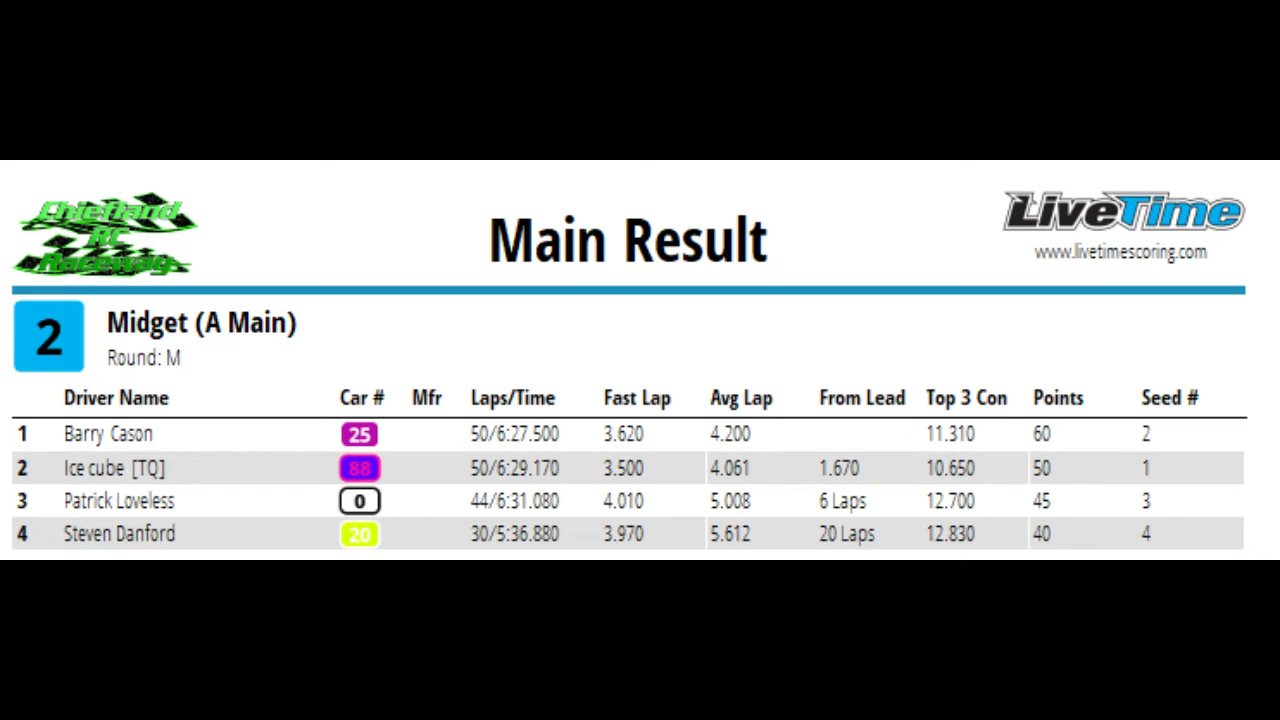 Chiefland
RC
Raceway
Main Result
LiveTime
www.livetimescoring.com
2
Midget (A Main)
Round: M
Driver Name Car # Mfr Laps/Time Fast Lap Avg Lap From Lead Top 3 Con Points Seed #
1 Barry Cason 25 50/6:27.500 3.620 4.200 11.310 60 2
2 Ice cube [TQ] 88 50/6:29.170 3.500 4.061 1.670 10.650 50 1
3 Patrick Loveless 0 44/6:31.080 4.010 5.008 6 Laps 12.700 45 3
4 Steven Danford 20 30/5:36.880 3.970 5.612 20 Laps 12.830 40 4